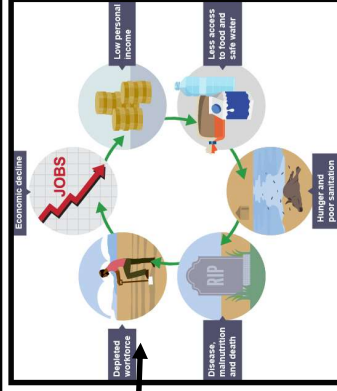 Economic decline
JOBS
Low personal
income
Less access
to food and
safe water
Hunger and
poor sanitation
Disease,
malnutrition
and death
RIP
Depleted
workforce